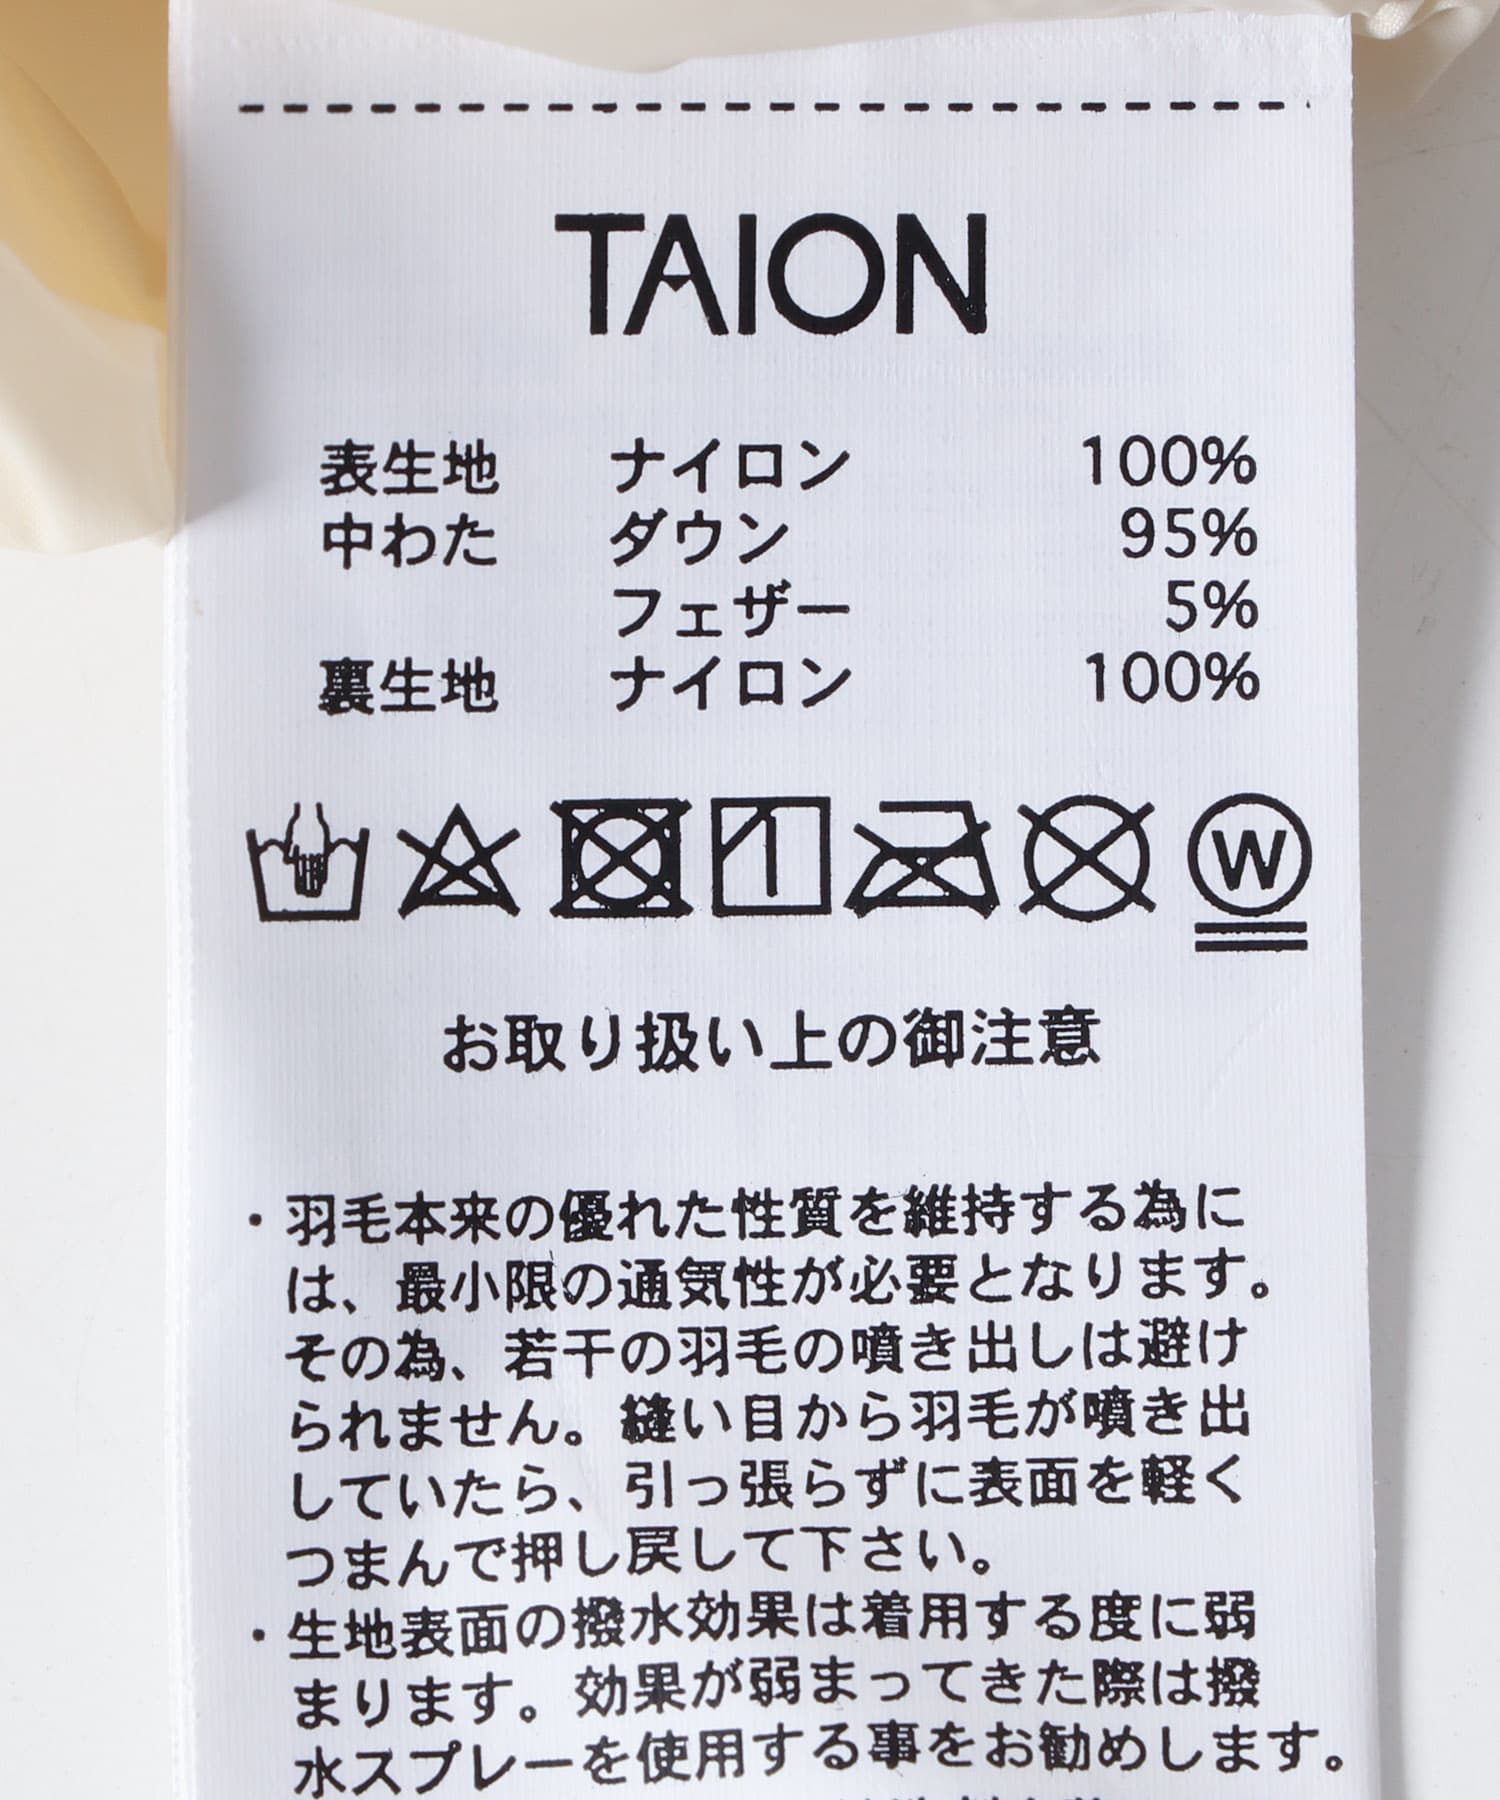 TAION
表生地 ナイロン 100%
中わた ダウン 95%
フェザー 5%
裏生地 ナイロン 100%
W
お取り扱い上の御注意
・羽毛本来の優れた性質を維持する為に
は、最小限の通気性が必要となります。
その為、若干の羽毛の噴き出しは避け
られません。縫い目から羽毛が噴き出
していたら、引っ張らずに表面を軽く
つまんで押し戻して下さい。
・生地表面の撥水効果は着用する度に弱
まります。効果が弱まってきた際は撥
水スプレーを使用する事をお勧めします。